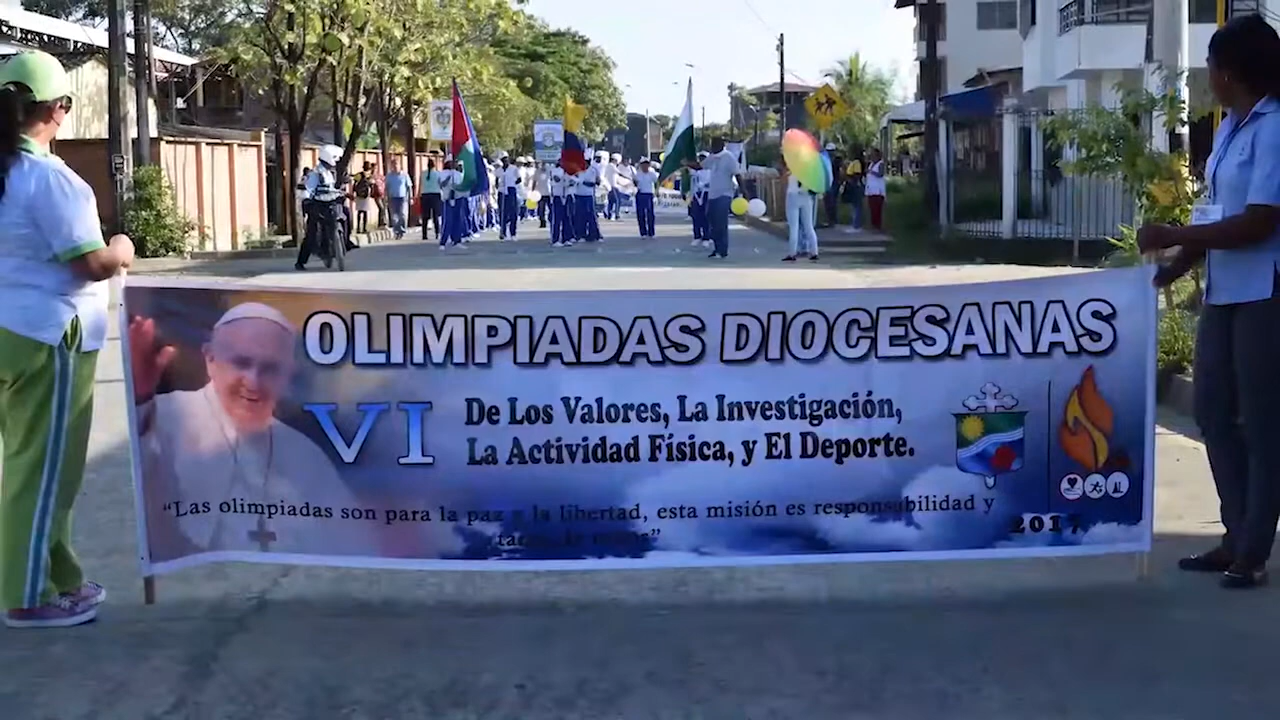 OLIMPIADAS DIOCESANAS
VI
De Los Valores, La Investigación,
La Actividad Física, y El Deporte.
“Las olimpiadas son para la paz y la libertad, esta misión es responsabilidad y
2017